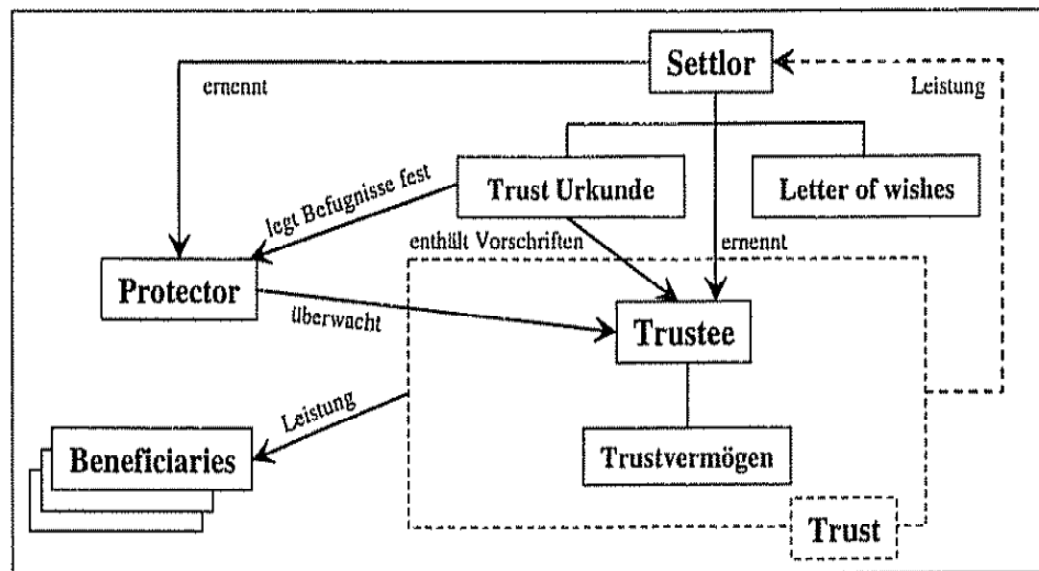 Settlor
ernennt
Leistung
Trust Urkunde
Letter of wishes
legt Befugnisse fest
enthält Vorschriften
ernennt
Protector
überwacht
Trustee
Leistung
Beneficiaries
Trustvermögen
Trust